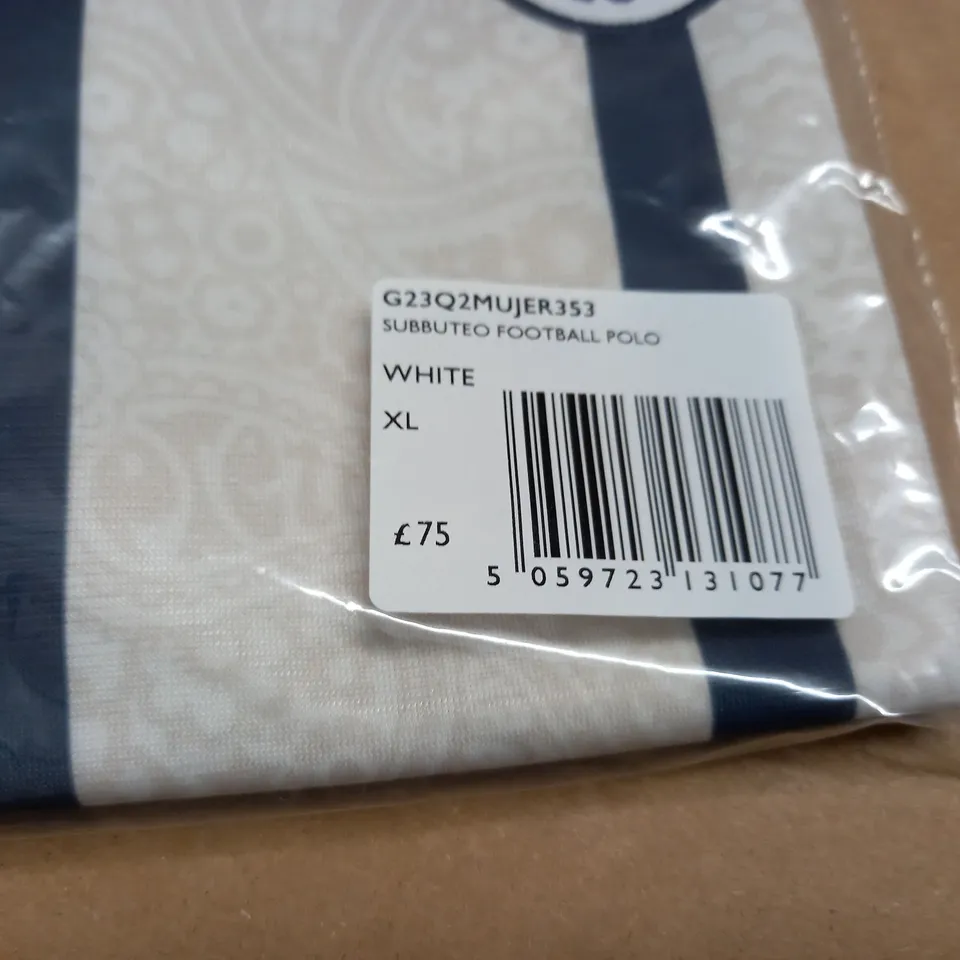 G23Q2MUJER353
SUBBUTEO FOOTBALL POLO
WHITE
XL
£75
5 059723 131077